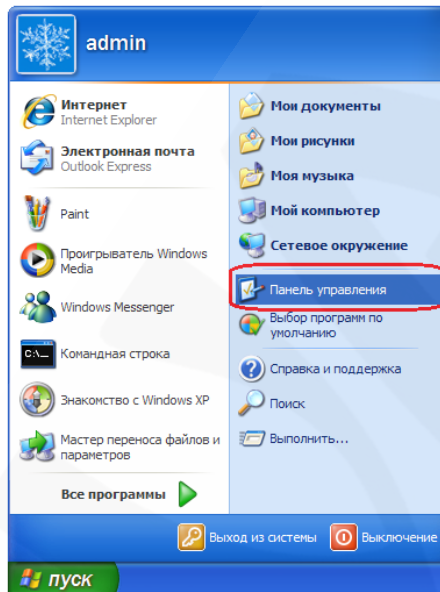 admin
Интернет
Internet Explorer
Электронная почта
Outlook Express
Paint
Проигрыватель Windows
Media
Windows Messenger
C:\_
Командная строка
Знакомство с Windows XP
Мастер переноса файлов и
параметров
Все программы
Мои документы
Мои рисунки
Моя музыка
Мой компьютер
Сетевое окружение
Панель управления
Выбор программ по
умолчанию
Справка и поддержка
Поиск
Выполнить...
Выход из системы
Выключение
пуск